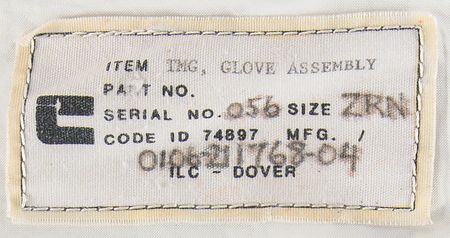 ITEM TMG, GLOVE ASSEMBLY
PART NO.
SERIAL NO. 056 SIZE ZRN
CODE ID 74897 MFG. /
0106-211768-04
ILC - DOVER